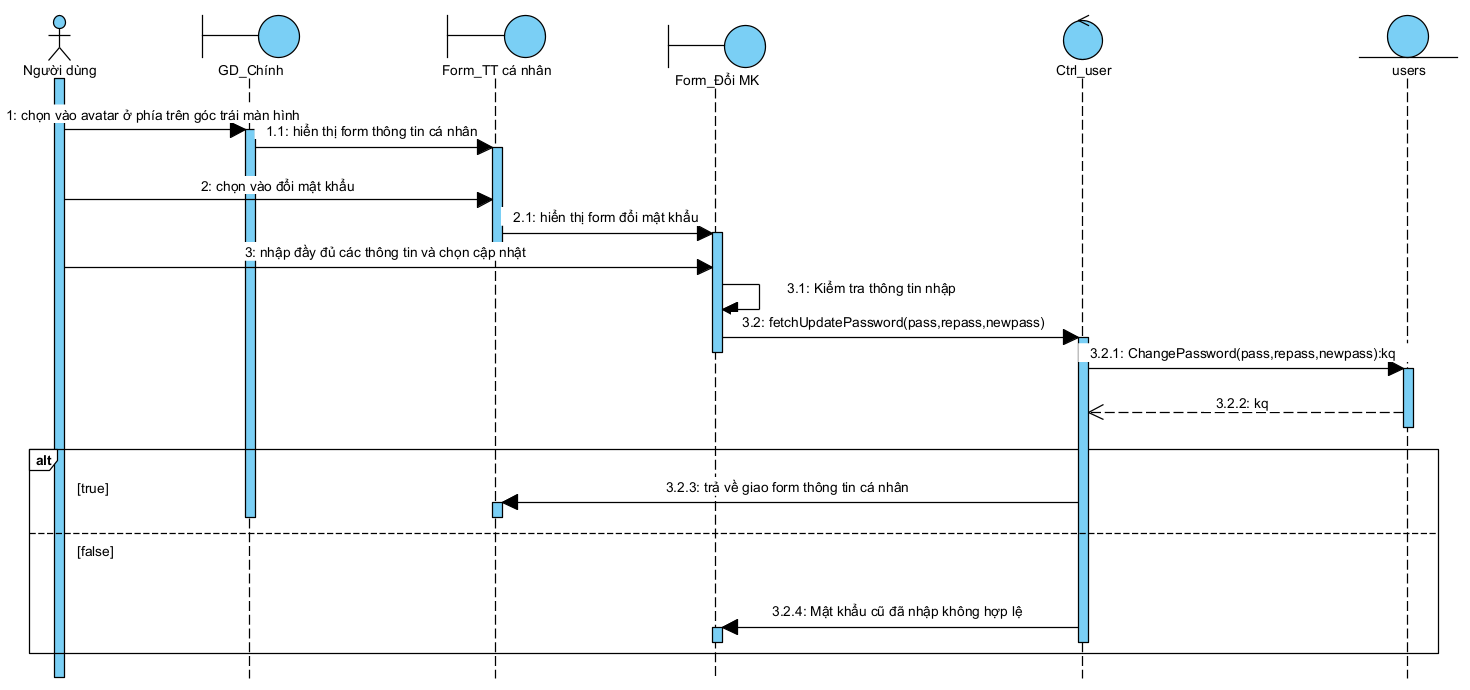 Người dùng
GD_Chính
Form_TT cá nhân
Form_Đổi MK
Ctrl_user
users
1: chọn vào avatar ở phía trên góc trái màn hình
1.1: hiển thị form thông tin cá nhân
2: chọn vào đổi mật khẩu
2.1: hiển thị form đổi mật khẩu
3: nhập đầy đủ các thông tin và chọn cập nhật
3.1: Kiểm tra thông tin nhập
3.2: fetchUpdatePassword(pass,repass,newpass)
3.2.1: ChangePassword(pass,repass,newpass):kq
3.2.2: kq
alt
[true]
3.2.3: trả về giao form thông tin cá nhân
[false]
3.2.4: Mật khẩu cũ đã nhập không hợp lệ